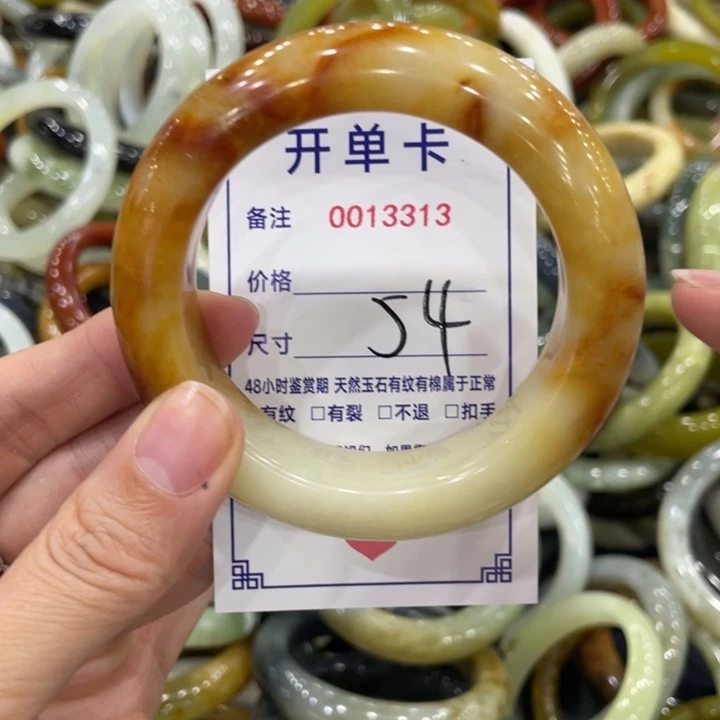 开单卡
备注 0013313
价格
尺寸 54
48小时鉴赏期 天然玉石有纹有棉属于正常
有纹 □有裂 □不退 □扣手